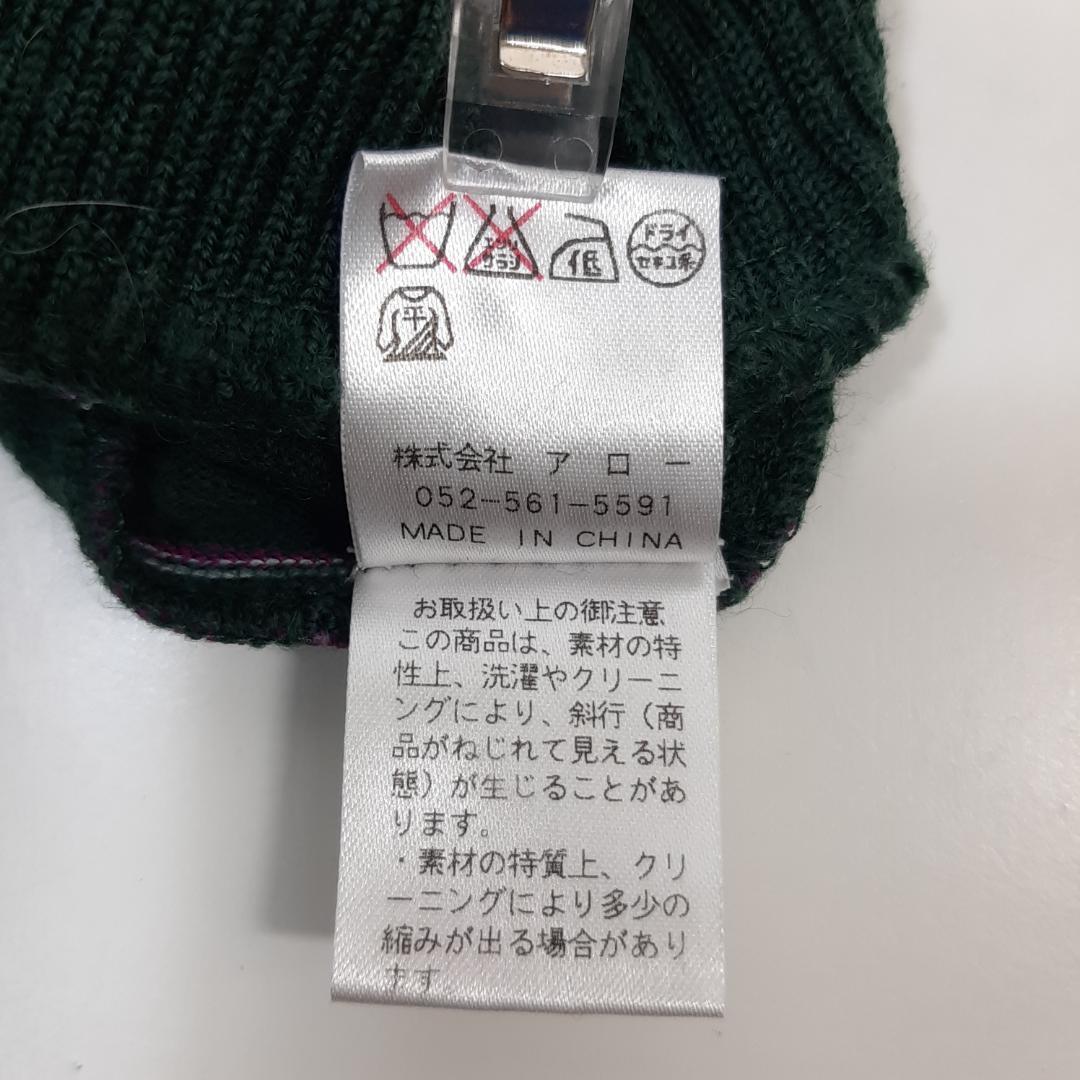 エンソ
サラシ
低
ドライ
セキユ系
平
株式会社 アロー
052-561-5591
MADE IN CHINA
お取扱い上の御注意
この商品は、素材の特
性上、洗濯やクリーニ
ングにより、斜行(商
品がねじれて見える状
態)が生じることがあ
ります。
・素材の特質上、クリ
ーニングにより多少の
縮みが出る場合があり
ます